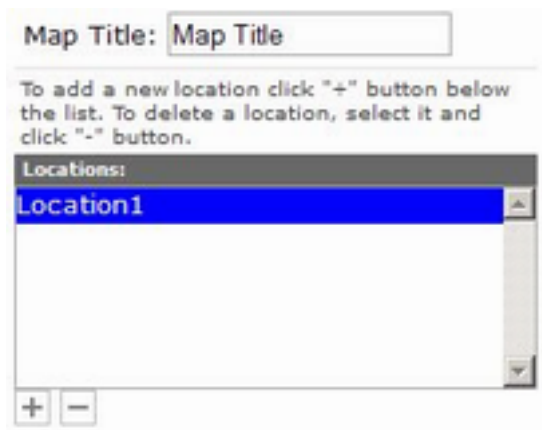 Map Title: Map Title
To add a new location click "+" button below
the list. To delete a location, select it and
click "-" button.
Locations:
Location1
+ −